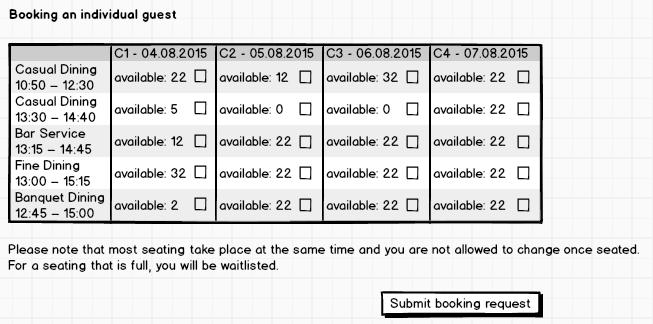 Booking an individual guest
C1 - 04.08.2015 C2 - 05.08.2015 C3 - 06.08.2015 C4 - 07.08.2015
Casual Dining
10:50 – 12:30 available: 22 available: 12 available: 32 available: 22
Casual Dining
13:30 – 14:40 available: 5 available: 0 available: 0 available: 22
Bar Service
13:15 – 14:45 available: 12 available: 22 available: 22 available: 22
Fine Dining
13:00 – 15:15 available: 32 available: 22 available: 22 available: 22
Banquet Dining
12:45 – 15:00 available: 2 available: 22 available: 22 available: 22
Please note that most seating take place at the same time and you are not allowed to change once seated.
For a seating that is full, you will be waitlisted.
Submit booking request